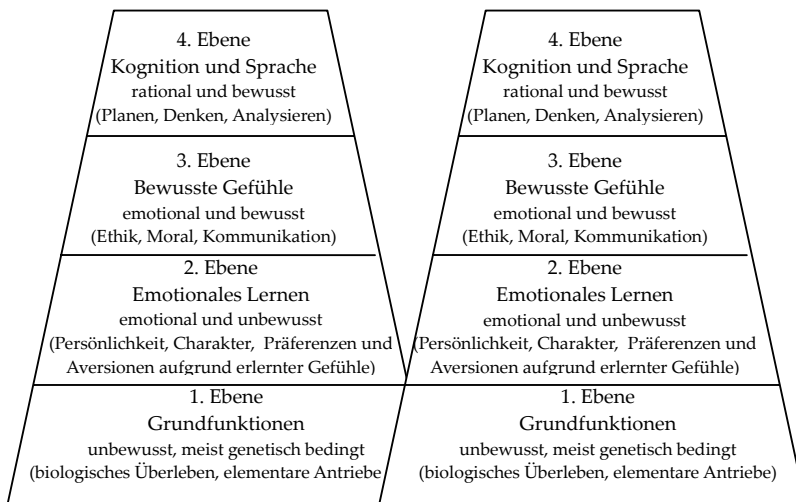 4. Ebene
Kognition und Sprache
rational und bewusst
(Planen, Denken, Analysieren)
3. Ebene
Bewusste Gefühle
emotional und bewusst
(Ethik, Moral, Kommunikation)
2. Ebene
Emotionales Lernen
emotional und unbewusst
(Persönlichkeit, Charakter, Präferenzen und
Aversionen aufgrund erlernter Gefühle)
1. Ebene
Grundfunktionen
unbewusst, meist genetisch bedingt
(biologisches Überleben, elementare Antriebe
4. Ebene
Kognition und Sprache
rational und bewusst
(Planen, Denken, Analysieren)
3. Ebene
Bewusste Gefühle
emotional und bewusst
(Ethik, Moral, Kommunikation)
2. Ebene
Emotionales Lernen
emotional und unbewusst
(Persönlichkeit, Charakter, Präferenzen und
Aversionen aufgrund erlernter Gefühle)
1. Ebene
Grundfunktionen
unbewusst, meist genetisch bedingt
(biologisches Überleben, elementare Antriebe)